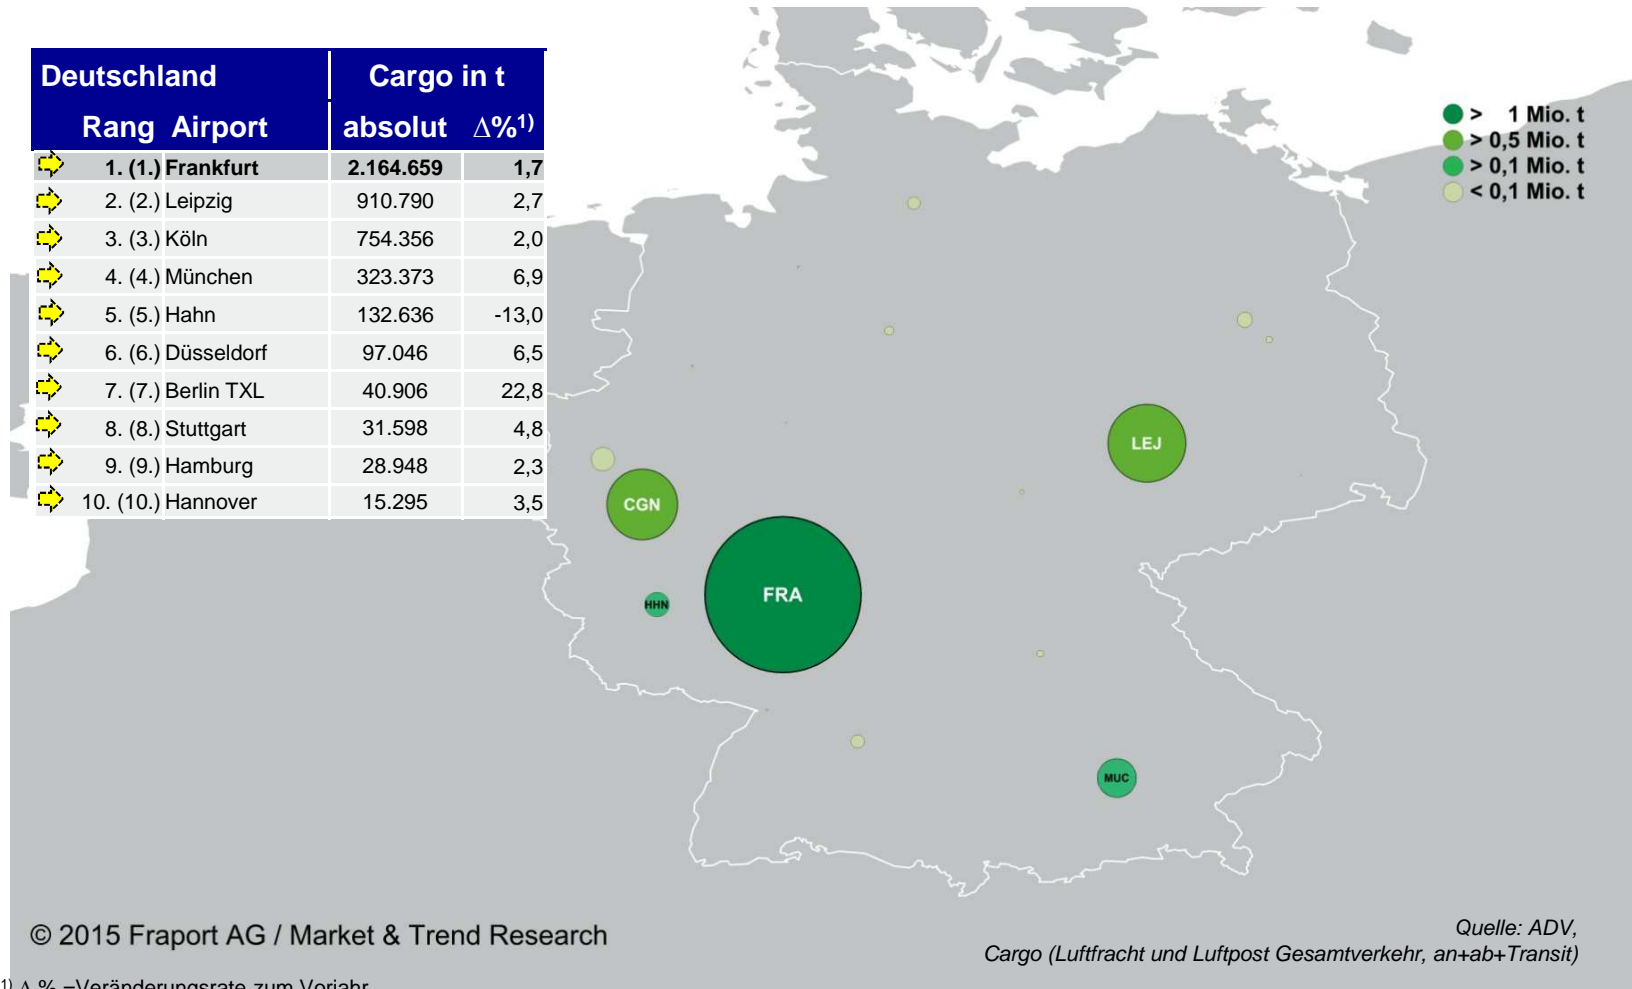 Deutschland Cargo in t
Rang Airport absolut Δ%1)
1. (1.) Frankfurt 2.164.659 1,7
2. (2.) Leipzig 910.790 2,7
3. (3.) Köln 754.356 2,0
4. (4.) München 323.373 6,9
5. (5.) Hahn 132.636 -13,0
6. (6.) Düsseldorf 97.046 6,5
7. (7.) Berlin TXL 40.906 22,8
8. (8.) Stuttgart 31.598 4,8
9. (9.) Hamburg 28.948 2,3
10. (10.) Hannover 15.295 3,5
> 1 Mio. t
> 0,5 Mio. t
> 0,1 Mio. t
< 0,1 Mio. t
LEJ
CGN
FRA
HHN
MUC
© 2015 Fraport AG / Market & Trend Research
Quelle: ADV,
Cargo (Luftfracht und Luftpost Gesamtverkehr, an+ab+Transit)
1) Δ % =Veränderungsrate zum Vorjahr